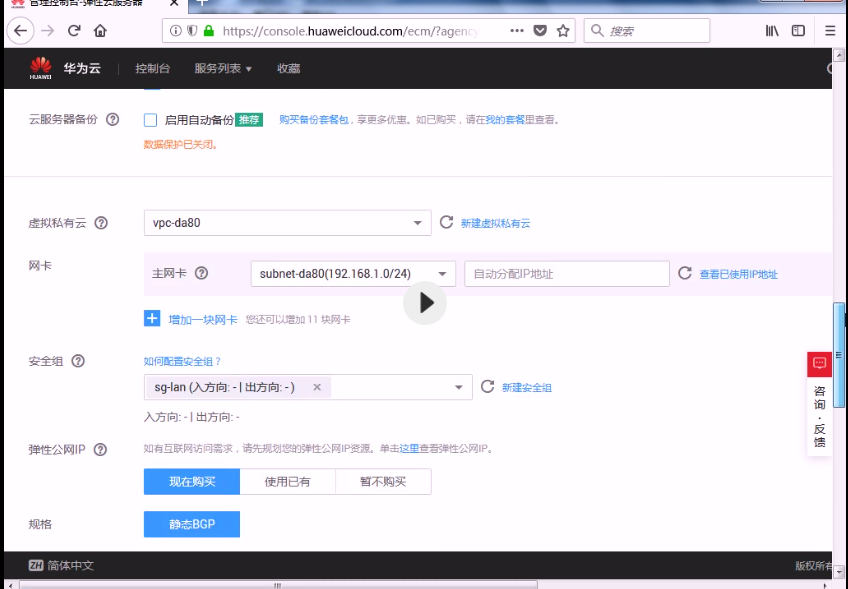 管理控制台-弹性云服务器
https://console.huaweicloud.com/ecm/?agency
搜索
HUAWEI 华为云 控制台 服务列表 收藏
云服务器备份 启用自动备份 推荐 购买备份套餐包，享更多优惠。如已购买，请在我的套餐里查看。
数据保护已关闭。
虚拟私有云 vpc-da80 新建虚拟私有云
网卡 主网卡 subnet-da80(192.168.1.0/24) 自动分配IP地址 查看已使用IP地址
增加一块网卡 您还可以增加 11 块网卡
安全组 如何配置安全组？
sg-lan (入方向: - | 出方向: - ) 新建安全组
入方向: - | 出方向: -
弹性公网IP 如有互联网访问需求，请先规划您的弹性公网IP资源。单击这里查看弹性公网IP。
现在购买 使用已有 暂不购买
规格 静态BGP
咨询·反馈
ZH 简体中文 版权所有